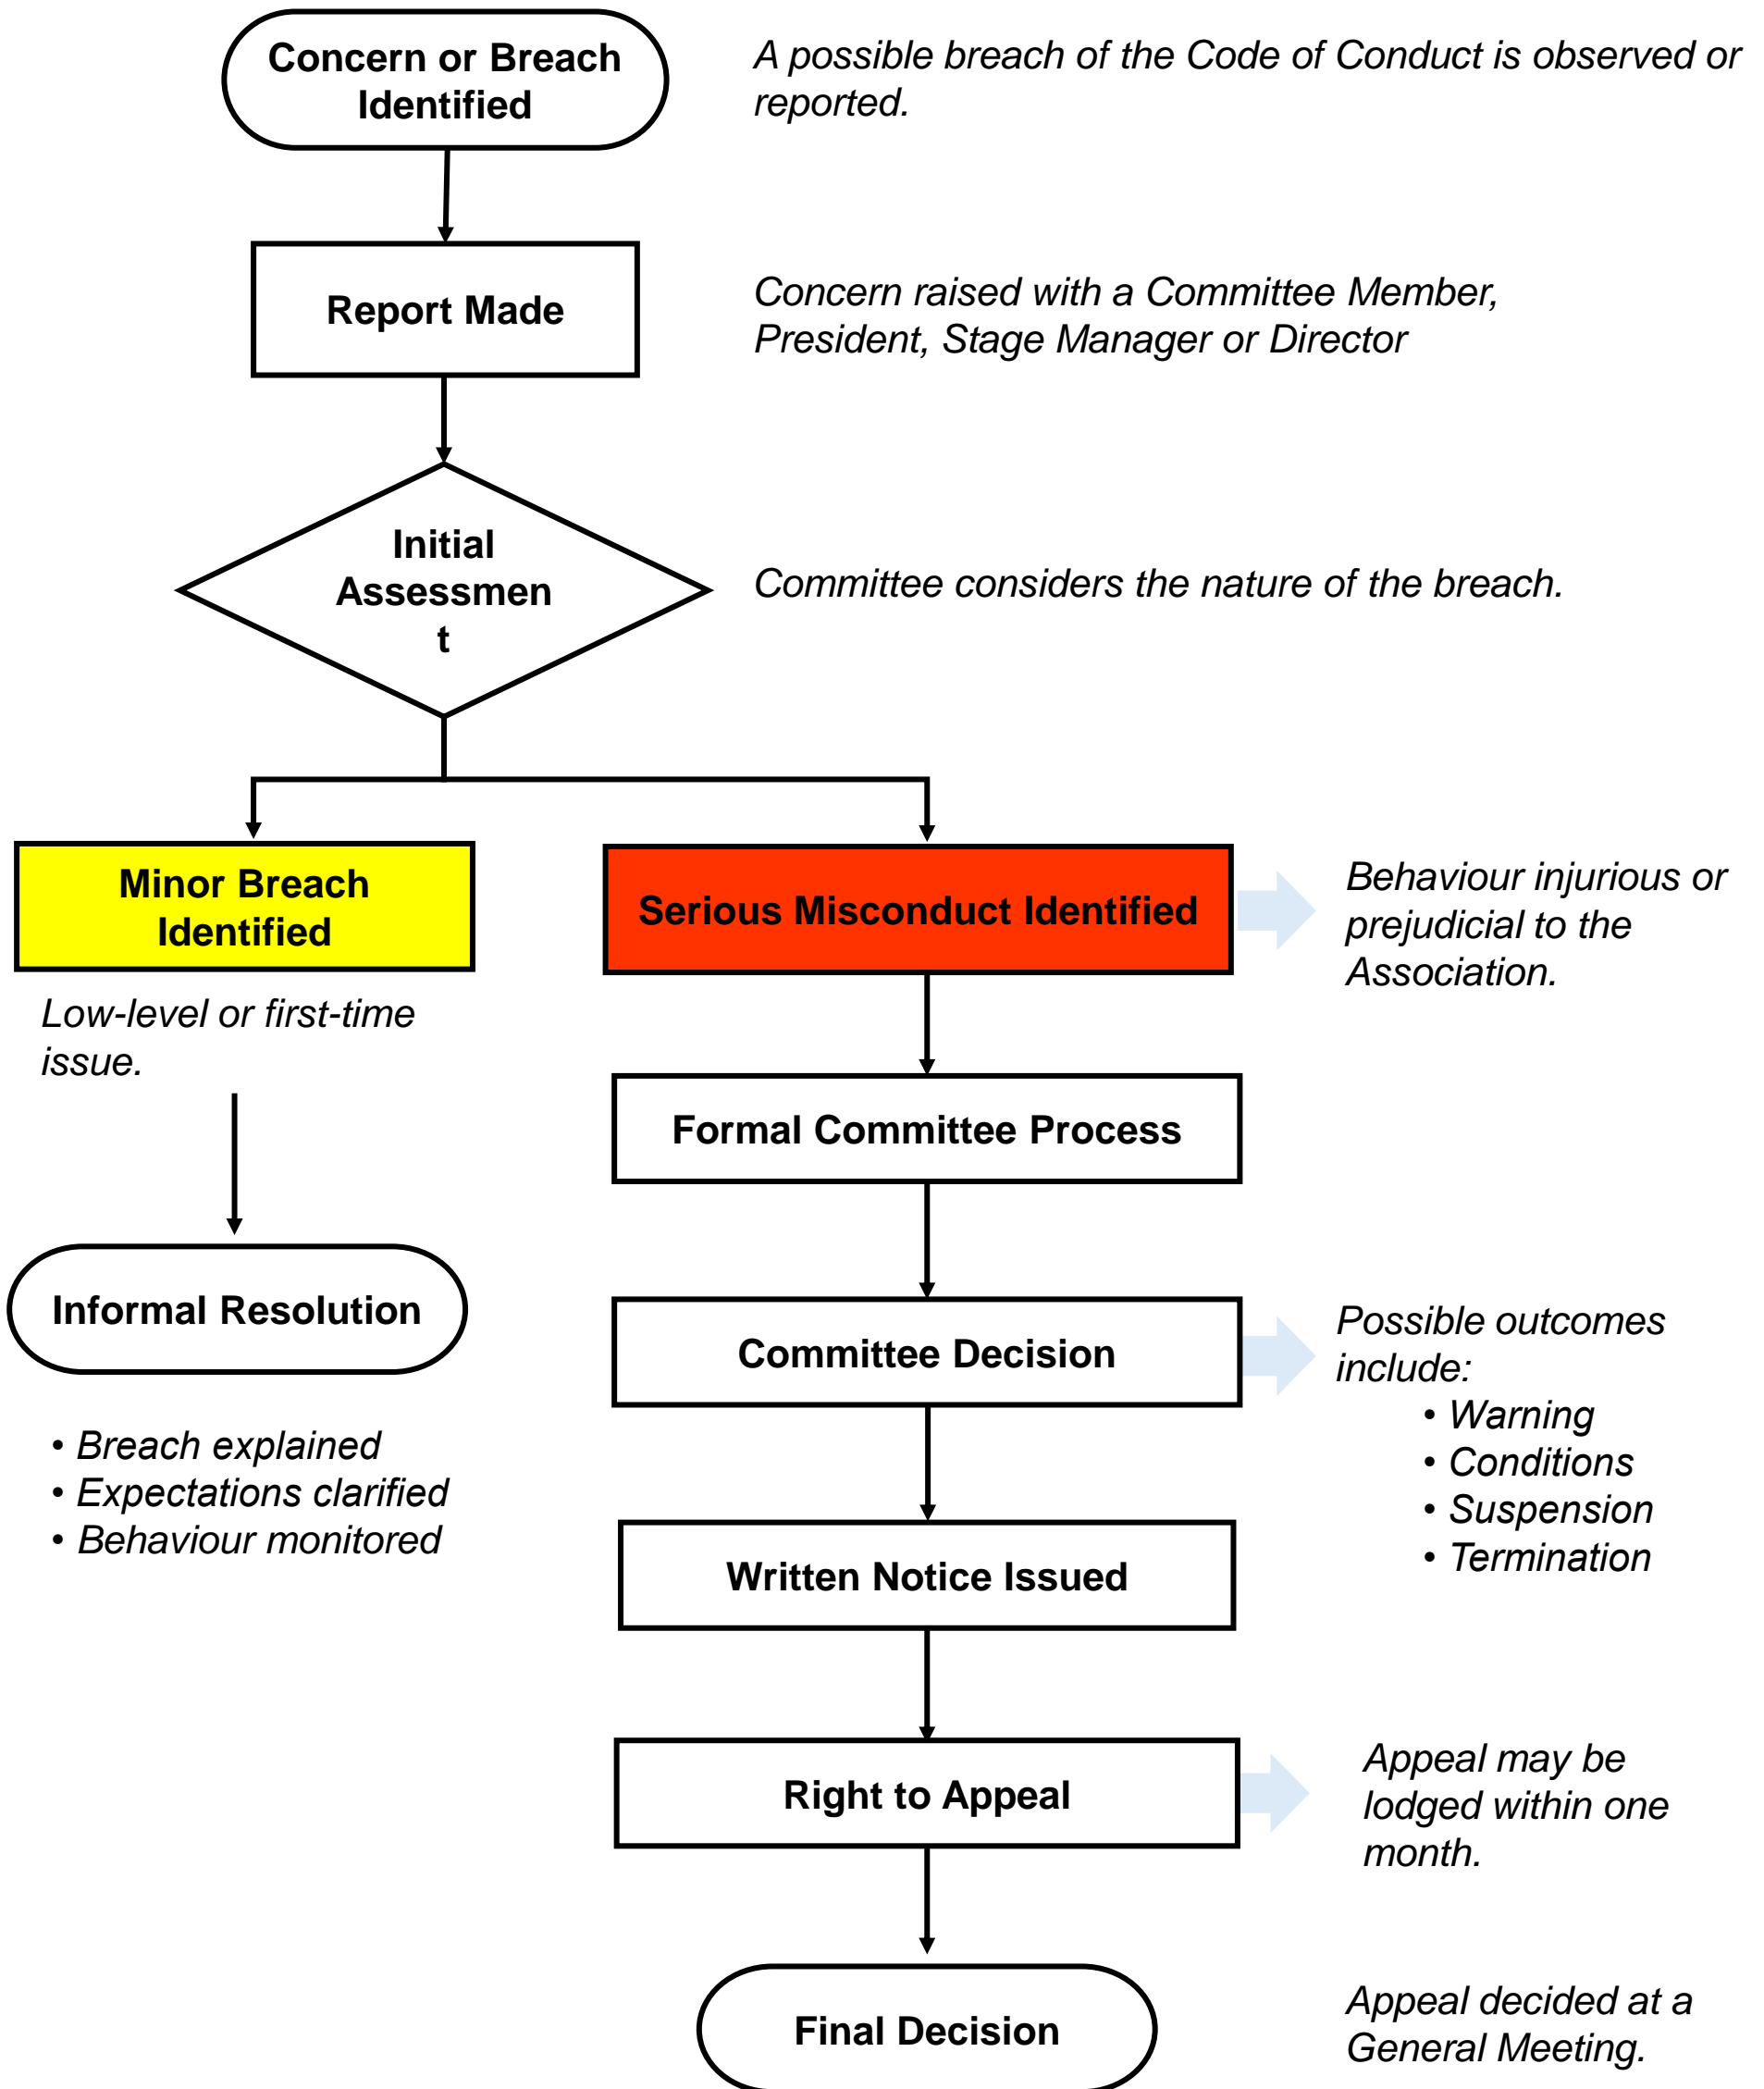 Concern or Breach
Identified
A possible breach of the Code of Conduct is observed or
reported.
Report Made
Concern raised with a Committee Member,
President, Stage Manager or Director
Initial
Assessmen
t
Committee considers the nature of the breach.
Minor Breach
Identified
Low-level or first-time
issue.
Informal Resolution
• Breach explained
• Expectations clarified
• Behaviour monitored
Serious Misconduct Identified
Behaviour injurious or
prejudicial to the
Association.
Formal Committee Process
Committee Decision
Possible outcomes
include:
• Warning
• Conditions
• Suspension
• Termination
Written Notice Issued
Right to Appeal
Appeal may be
lodged within one
month.
Final Decision
Appeal decided at a
General Meeting.